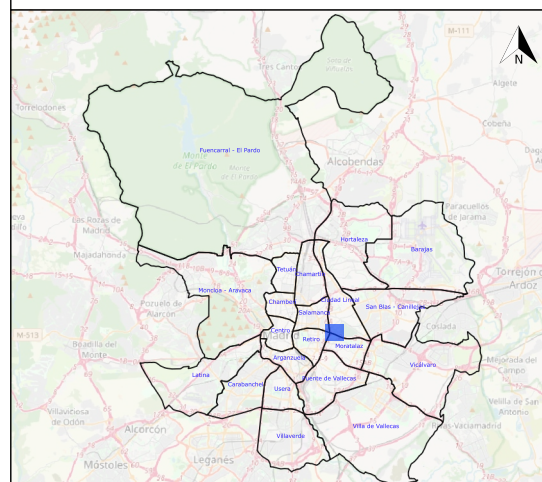 M-111
N
Tres Cantos
Algete
Torrelodones
Cobeña
Fuencarral - El Pardo
Monte
de El Pardo
Alcobendas
Paracuellos
de Jarama
Las Rozas de
Madrid
Hortaleza
Barajas
Majadahonda
Tetuán
Chamartín
Torrejón de
Ardoz
Moncloa - Aravaca
Chamberí
Ciudad Lineal
San Blas - Canillejas
Pozuelo de
Alarcón
Salamanca
Coslada
M-513
Centro
Retiro
Moratalaz
Boadilla del
Monte
Arganzuela
Vicálvaro
Mejorada del
Campo
Latina
Carabanchel
Usera
Puente de Vallecas
Velilla de San
Antonio
Villaviciosa
de Odón
Alcorcón
Villaverde
Villa de Vallecas
Rivas-Vaciamadrid
Leganés
Móstoles